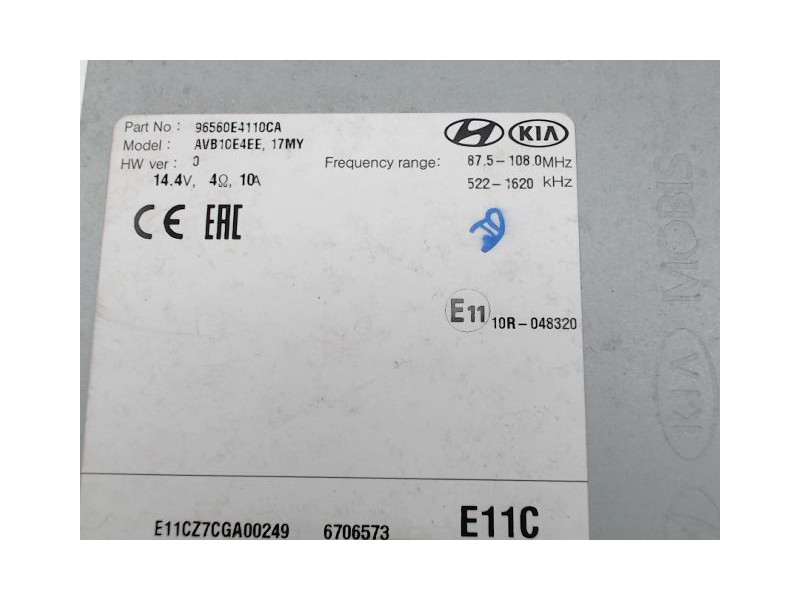 Part No : 96560E4110CA
Model : AVB10E4EE, 17MY
HW ver : 0
14.4V, 4Ω, 10A
KIA
Frequency range: 87.5-108.0MHz
522-1620 kHz
CE EAC
E11 10R-048320
E11CZ7CGA00249 6706573 E11C
KIA MOBIS